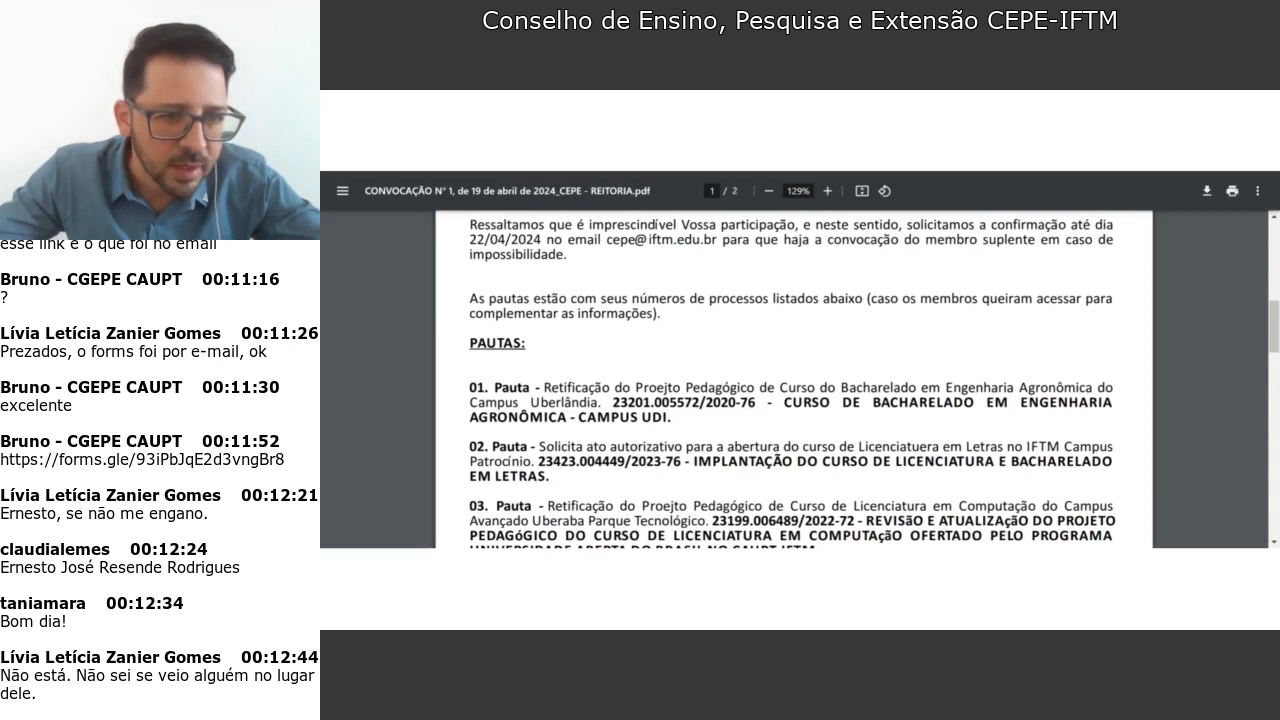 Conselho de Ensino, Pesquisa e Extensão CEPE-IFTM
esse link é o que foi no email
Bruno - CGEPE CAUPT 00:11:16
?
Lívia Letícia Zanier Gomes 00:11:26
Prezados, o forms foi por e-mail, ok
Bruno - CGEPE CAUPT 00:11:30
excelente
Bruno - CGEPE CAUPT 00:11:52
https://forms.gle/93iPbJqE2d3vngBr8
Lívia Letícia Zanier Gomes 00:12:21
Ernesto, se não me engano.
claudialemes 00:12:24
Ernesto José Resende Rodrigues
taniamara 00:12:34
Bom dia!
Lívia Letícia Zanier Gomes 00:12:44
Não está. Não sei se veio alguém no lugar
dele.
CONVOCAÇÃO Nº 1, de 19 de abril de 2024_CEPE - REITORIA.pdf 1 / 2 129%
Ressaltamos que é imprescindível Vossa participação, e neste sentido, solicitamos a confirmação até dia
22/04/2024 no email cepe@iftm.edu.br para que haja a convocação do membro suplente em caso de
impossibilidade.
As pautas estão com seus números de processos listados abaixo (caso os membros queiram acessar para
complementar as informações).
PAUTAS:
01. Pauta - Retificação do Proejto Pedagógico de Curso do Bacharelado em Engenharia Agronômica do
Campus Uberlândia. 23201.005572/2020-76 - CURSO DE BACHARELADO EM ENGENHARIA
AGRONÔMICA - CAMPUS UDI.
02. Pauta - Solicita ato autorizativo para a abertura do curso de Licenciatuera em Letras no IFTM Campus
Patrocínio. 23423.004449/2023-76 - IMPLANTAÇÃO DO CURSO DE LICENCIATURA E BACHARELADO
EM LETRAS.
03. Pauta - Retificação do Proejto Pedagógico de Curso de Licenciatura em Computação do Campus
Avançado Uberaba Parque Tecnológico. 23199.006489/2022-72 - REVISãO E ATUALIZAçãO DO PROJETO
PEDAGóGICO DO CURSO DE LICENCIATURA EM COMPUTAçãO OFERTADO PELO PROGRAMA
UNIVERSIDADE ABERTA DO BRASIL NO CAUPT IFTM